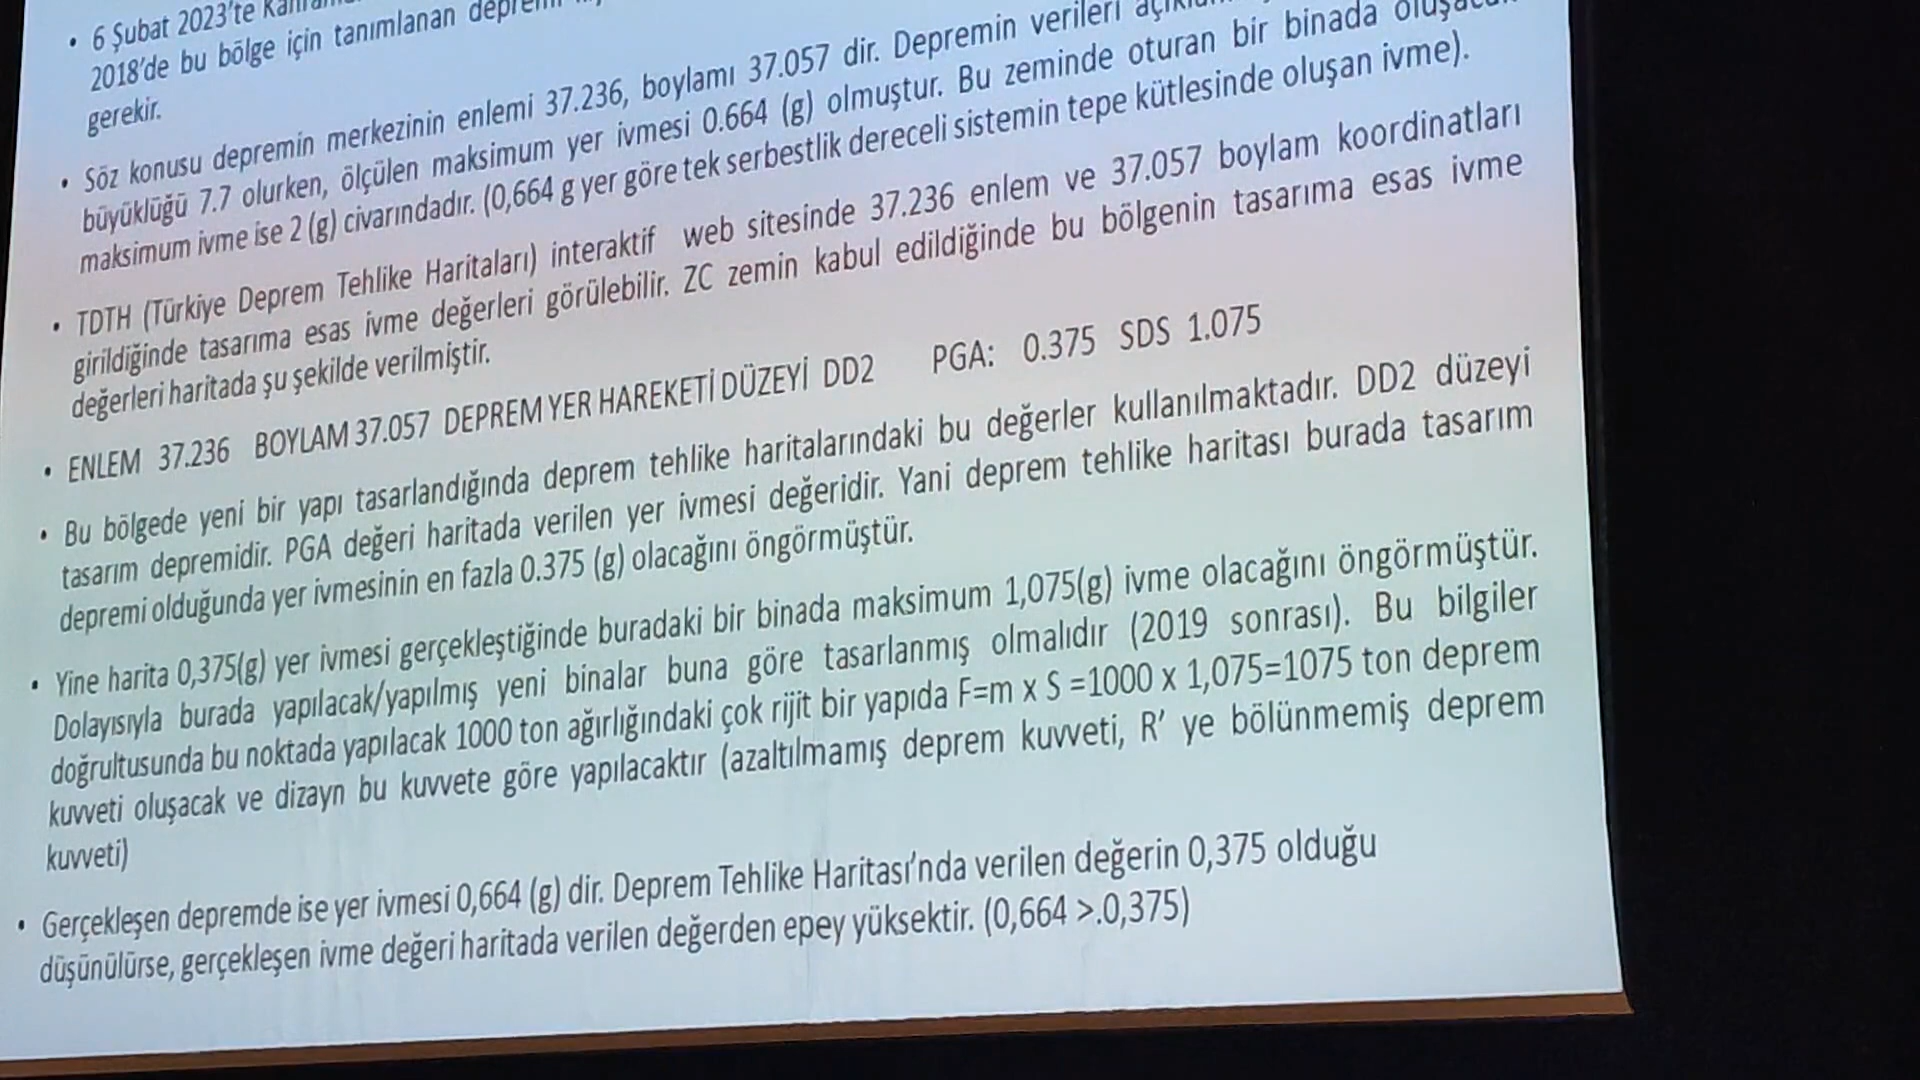 • 6 Şubat 2023'te
2018'de bu bölge için tanımlanan
gerekir.
• Söz konusu depremin merkezinin enlemi 37.236, boylamı 37.057 dir. Depremin verileri
büyüklüğü 7.7 olurken, ölçülen maksimum yer ivmesi 0.664 (g) olmuştur. Bu zeminde oturan bir binada
maksimum ivme ise 2 (g) civarındadır. (0,664 g yer göre tek serbestlik dereceli sistemin tepe kütlesinde oluşan ivme).
• TDTH (Türkiye Deprem Tehlike Haritaları) interaktif web sitesinde 37.236 enlem ve 37.057 boylam koordinatları
girildiğinde tasarıma esas ivme değerleri görülebilir. ZC zemin kabul edildiğinde bu bölgenin tasarıma esas ivme
değerleri haritada şu şekilde verilmiştir.
• ENLEM 37.236 BOYLAM 37.057 DEPREM YER HAREKETİ DÜZEYİ DD2 PGA: 0.375 SDS 1.075
• Bu bölgede yeni bir yapı tasarlandığında deprem tehlike haritalarındaki bu değerler kullanılmaktadır. DD2 düzeyi
tasarım depremidir. PGA değeri haritada verilen yer ivmesi değeridir. Yani deprem tehlike haritası burada tasarım
depremi olduğunda yer ivmesinin en fazla 0.375 (g) olacağını öngörmüştür.
• Yine harita 0,375(g) yer ivmesi gerçekleştiğinde buradaki bir binada maksimum 1,075(g) ivme olacağını öngörmüştür.
Dolayısıyla burada yapılacak/yapılmış yeni binalar buna göre tasarlanmış olmalıdır (2019 sonrası). Bu bilgiler
doğrultusunda bu noktada yapılacak 1000 ton ağırlığındaki çok rijit bir yapıda F=m x S =1000 x 1,075=1075 ton deprem
kuvveti oluşacak ve dizayn bu kuvvete göre yapılacaktır (azaltılmamış deprem kuvveti, R' ye bölünmemiş deprem
kuvveti)
• Gerçekleşen depremde ise yer ivmesi 0,664 (g) dir. Deprem Tehlike Haritası'nda verilen değerin 0,375 olduğu
düşünülürse, gerçekleşen ivme değeri haritada verilen değerden epey yüksektir. (0,664 >.0,375)